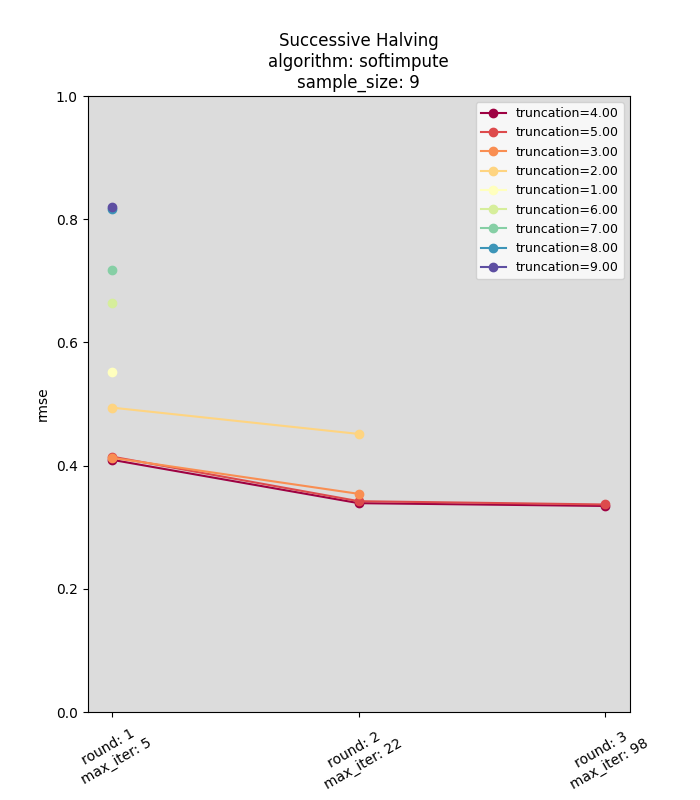 Successive Halving
algorithm: softimpute
sample_size: 9
1.0
0.8
0.6
0.4
0.2
0.0
rmse
truncation=4.00
truncation=5.00
truncation=3.00
truncation=2.00
truncation=1.00
truncation=6.00
truncation=7.00
truncation=8.00
truncation=9.00
round: 1
max_iter: 5
round: 2
max_iter: 22
round: 3
max_iter: 98